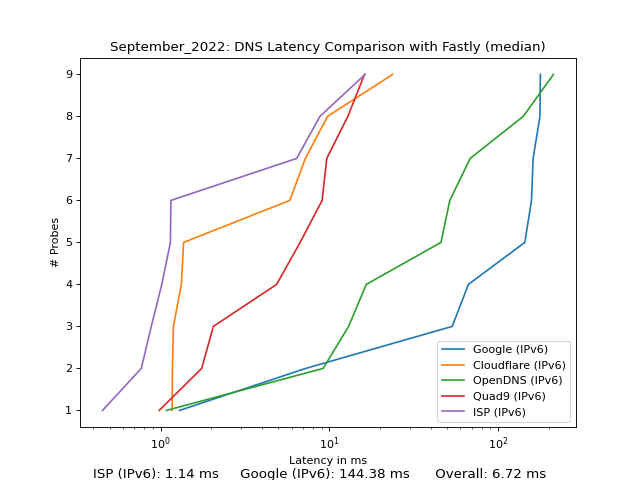 September_2022: DNS Latency Comparison with Fastly (median)
9
8
7
6
5
4
3
2
1
# Probes
Google (IPv6)
Cloudflare (IPv6)
OpenDNS (IPv6)
Quad9 (IPv6)
ISP (IPv6)
10⁰ 10¹ 10²
Latency in ms
ISP (IPv6): 1.14 ms Google (IPv6): 144.38 ms Overall: 6.72 ms